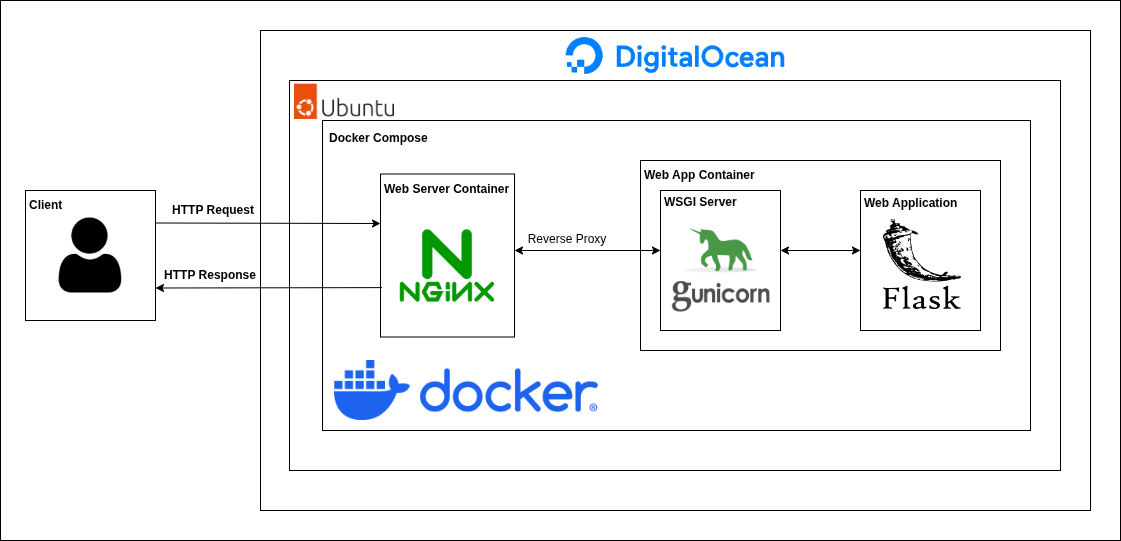 DigitalOcean
Ubuntu
Docker Compose
Client
HTTP Request
HTTP Response
Web Server Container
NGINX
Reverse Proxy
Web App Container
WSGI Server
gunicorn
Web Application
Flask
docker®